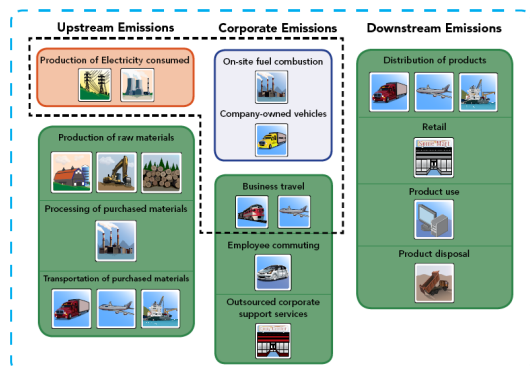 Upstream Emissions
Corporate Emissions
Downstream Emissions
Production of Electricity consumed
On-site fuel combustion
Company-owned vehicles
Distribution of products
Production of raw materials
Retail
Business travel
Processing of purchased materials
Product use
Employee commuting
Product disposal
Transportation of purchased materials
Outsourced corporate
support services